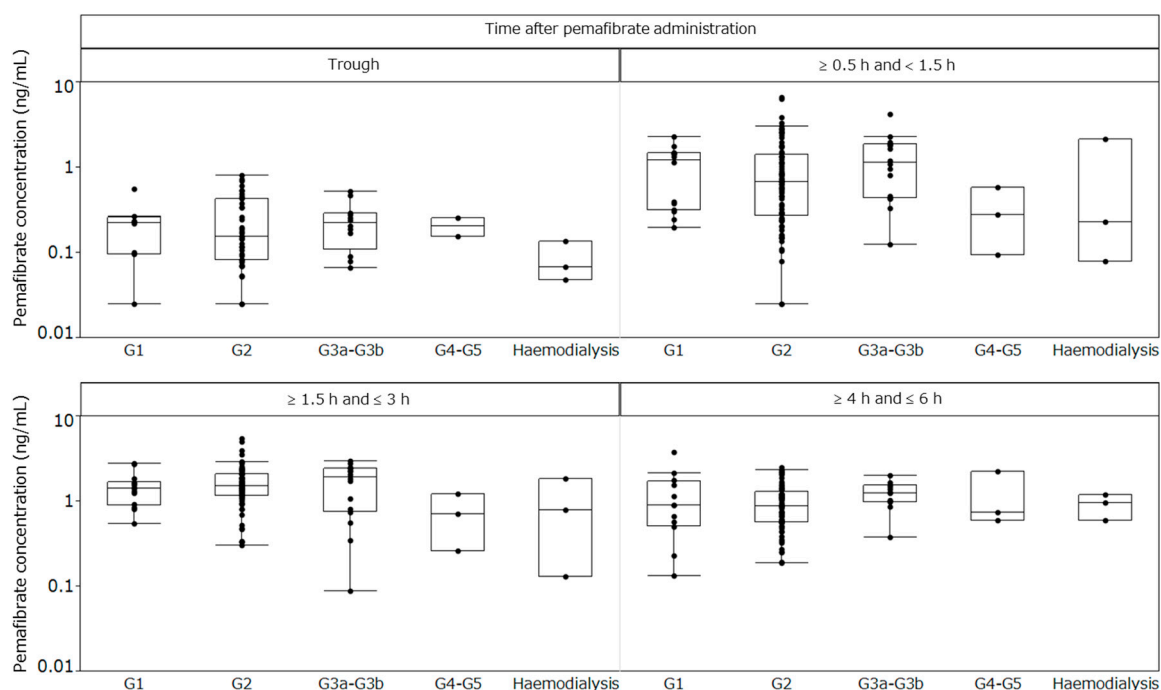 Time after pemafibrate administration
Trough
≥ 0.5 h and < 1.5 h
Pemafibrate concentration (ng/mL)
10
1
0.1
0.01
G1 G2 G3a-G3b G4-G5 Haemodialysis G1 G2 G3a-G3b G4-G5 Haemodialysis
≥ 1.5 h and ≤ 3 h
≥ 4 h and ≤ 6 h
Pemafibrate concentration (ng/mL)
10
1
0.1
0.01
G1 G2 G3a-G3b G4-G5 Haemodialysis G1 G2 G3a-G3b G4-G5 Haemodialysis